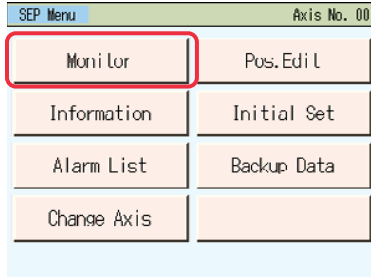 SEP Menu Axis No. 00
Monitor Pos.Edit
Information Initial Set
Alarm List Backup Data
Change Axis